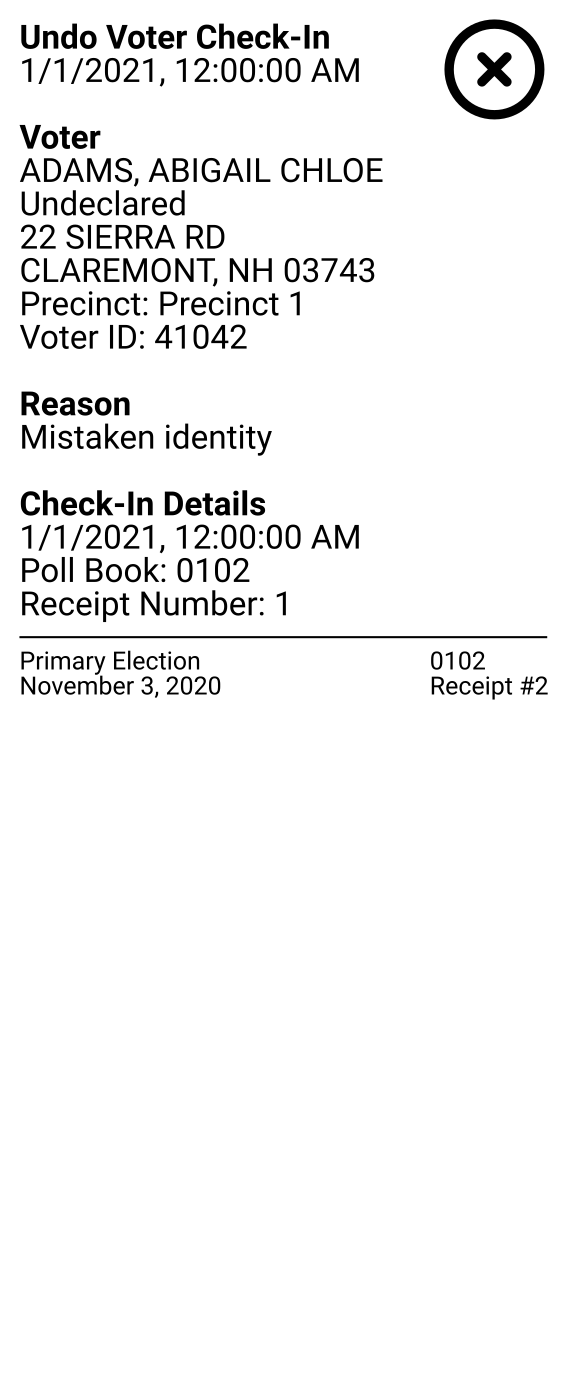 Undo Voter Check-In
1/1/2021, 12:00:00 AM
Voter
ADAMS, ABIGAIL CHLOE
Undeclared
22 SIERRA RD
CLAREMONT, NH 03743
Precinct: Precinct 1
Voter ID: 41042
Reason
Mistaken identity
Check-In Details
1/1/2021, 12:00:00 AM
Poll Book: 0102
Receipt Number: 1
Primary Election
November 3, 2020
0102
Receipt #2